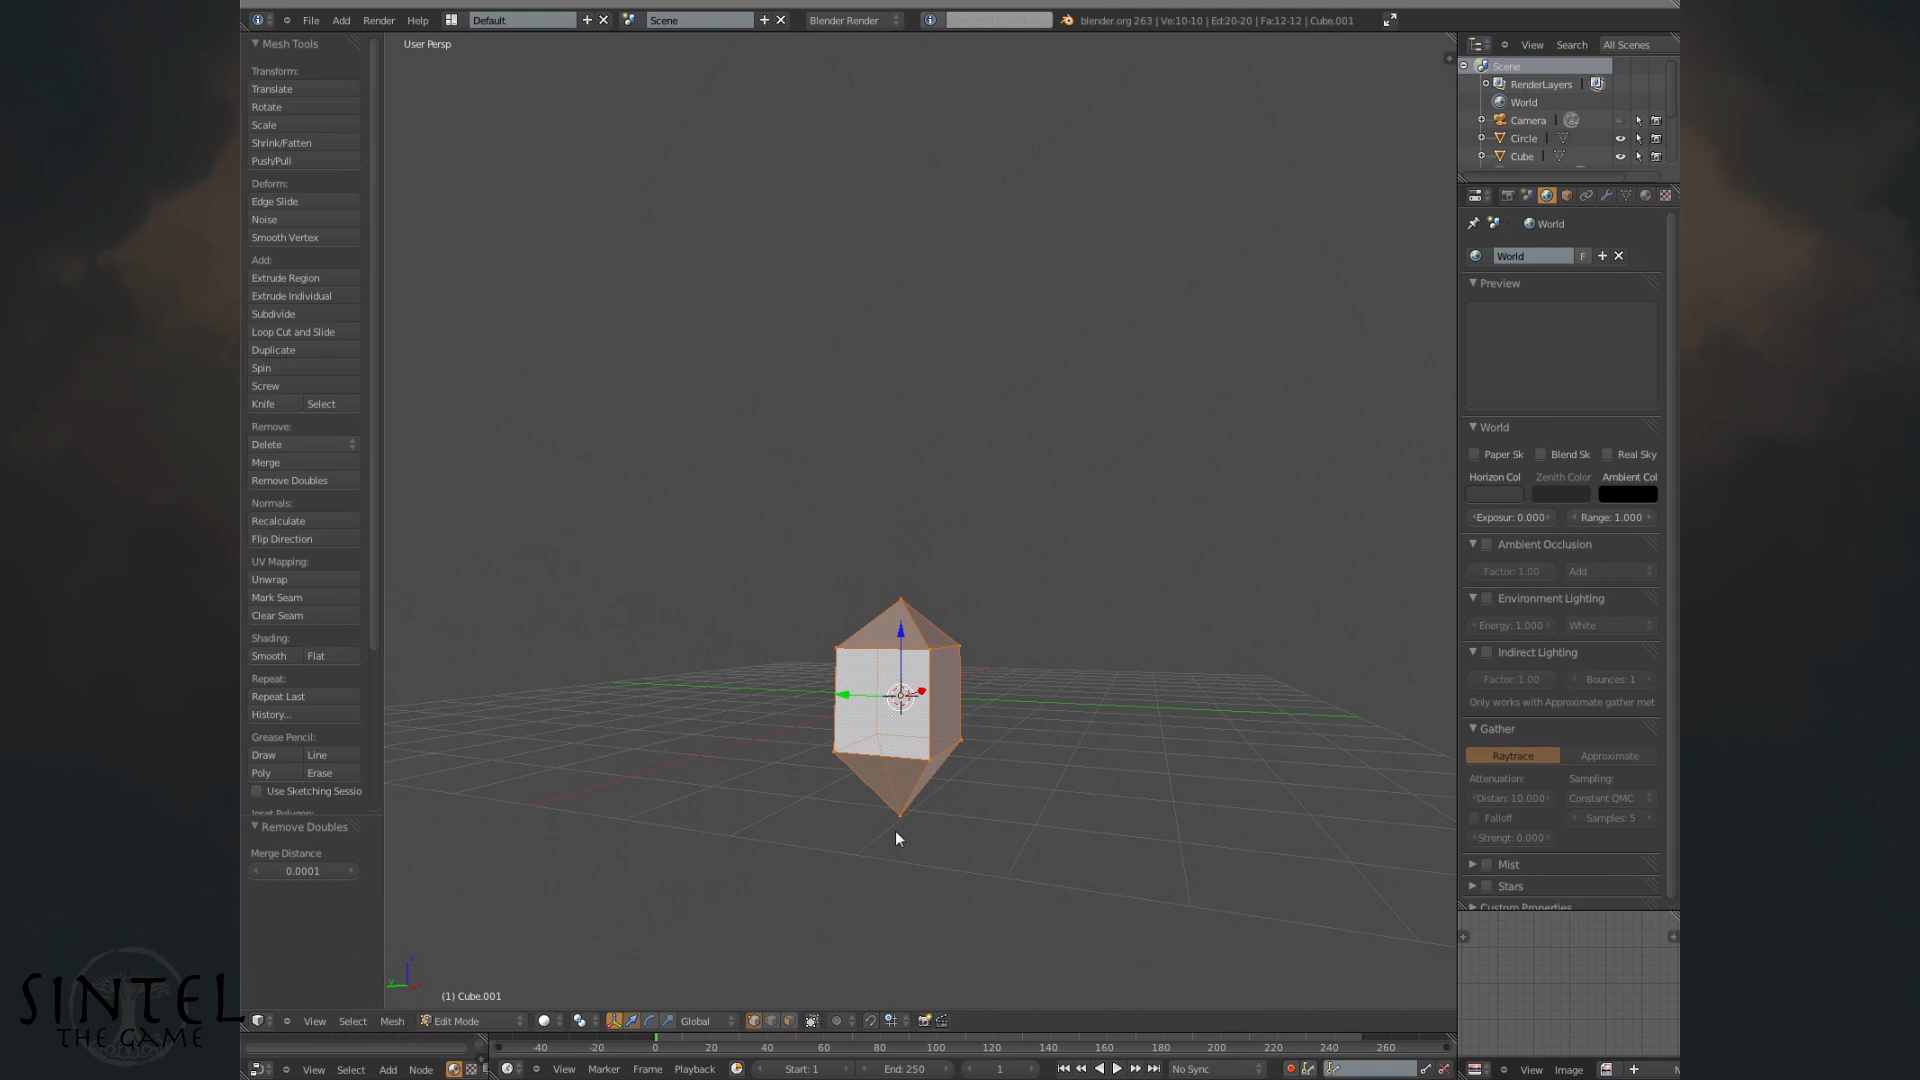 File Add Render Help Default Scene Blender Render blender.org 263 | Ve:10-10 | Ed:20-20 | Fa:12-12 | Cube.001
Mesh Tools
User Persp
View Search All Scenes
Transform:
Translate
Rotate
Scale
Shrink/Fatten
Push/Pull
Deform:
Edge Slide
Noise
Smooth Vertex
Add:
Extrude Region
Extrude Individual
Subdivide
Loop Cut and Slide
Duplicate
Spin
Screw
Knife Select
Remove:
Delete
Merge
Remove Doubles
Normals:
Recalculate
Flip Direction
UV Mapping:
Unwrap
Mark Seam
Clear Seam
Shading:
Smooth Flat
Repeat:
Repeat Last
History...
Grease Pencil:
Draw Line
Poly Erase
Use Sketching Sessio
Inset Polygon:
Remove Doubles
Merge Distance
0.0001
Scene
RenderLayers |
World
Camera |
Circle |
Cube |
World
World F
Preview
World
Paper Sk Blend Sk Real Sky
Horizon Col Zenith Color Ambient Col
Exposur: 0.000 Range: 1.000
Ambient Occlusion
Factor: 1.00 Add
Environment Lighting
Energy: 1.000 White
Indirect Lighting
Factor: 1.00 Bounces: 1
Only works with Approximate gather met
Gather
Raytrace Approximate
Attenuation: Sampling:
Distan: 10.000 Constant QMC
Falloff Samples: 5
Strengt: 0.000
Mist
Stars
Custom Properties
z
y x
(1) Cube.001
View Select Mesh Edit Mode Global
-40 -20 0 20 40 60 80 100 120 140 160 180 200 220 240 260
View Select Add Node View Marker Frame Playback Start: 1 End: 250 1 No Sync View Image
SINTEL
THE GAME